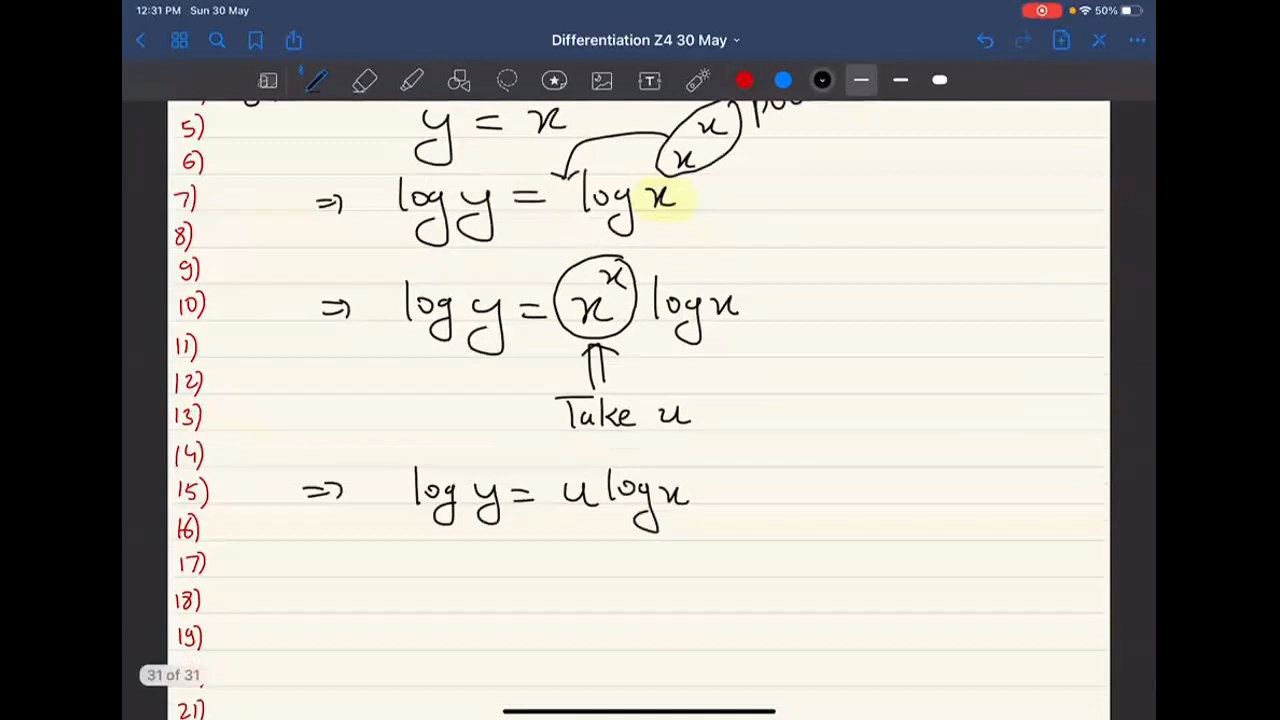 12:31 PM Sun 30 May
50%
Differentiation Z4 30 May
5) y = x
6)
7) ⇒ log y = log x^(x^x)
8)
9)
10) ⇒ log y = x^x log x
11)
12)
13) Take u
14)
15) ⇒ log y = u log x
16)
17)
18)
19)
31 of 31
21)